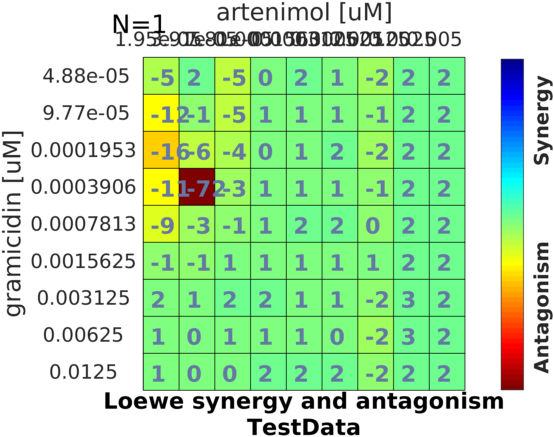 artenimol [uM]
N=1
4.88e-05 -5 2 -5 0 2 1 -2 2 2
9.77e-05 -12 -1 -5 1 1 1 -1 2 2
0.0001953 -16 -6 -4 0 1 2 -2 2 2
0.0003906 -11 -72 -3 1 1 1 -1 2 2
0.0007813 -9 -3 -1 1 2 2 0 2 2
0.0015625 -1 -1 1 1 1 1 1 2 2
0.003125 2 1 2 2 1 1 -2 3 2
0.00625 1 0 1 1 1 0 -2 3 2
0.0125 1 0 0 2 2 2 -2 2 2
gramicidin [uM]
Synergy
Antagonism
Loewe synergy and antagonism
TestData